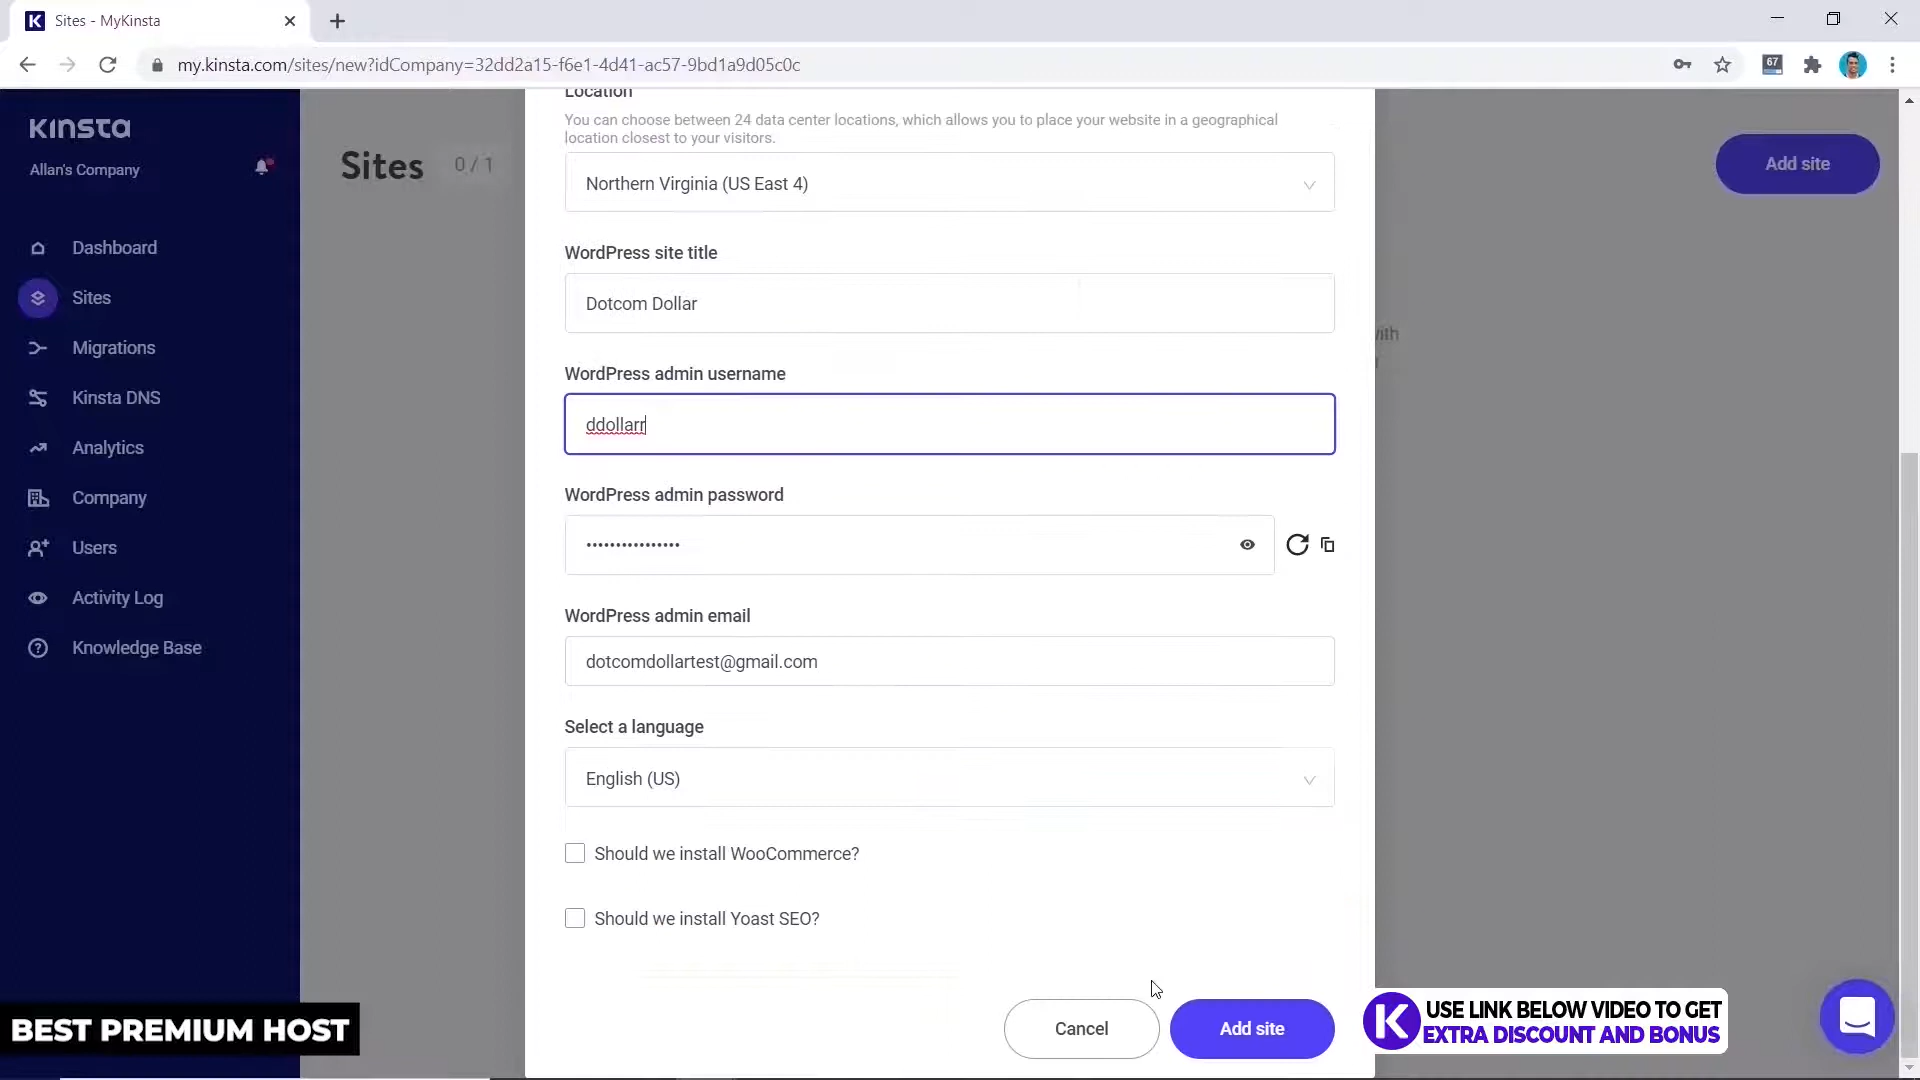 Sites - MyKinsta
my.kinsta.com/sites/new?idCompany=32dd2a15-f6e1-4d41-ac57-9bd1a9d05c0c
67
KINSTA
Allan's Company
Dashboard
Sites
Migrations
Kinsta DNS
Analytics
Company
Users
Activity Log
Knowledge Base
Sites 0 / 1
Add site
with
Location
You can choose between 24 data center locations, which allows you to place your website in a geographical
location closest to your visitors.
Northern Virginia (US East 4)
WordPress site title
Dotcom Dollar
WordPress admin username
ddollarr
WordPress admin password
••••••••••••••••
WordPress admin email
dotcomdollartest@gmail.com
Select a language
English (US)
Should we install WooCommerce?
Should we install Yoast SEO?
Cancel
Add site
BEST PREMIUM HOST
K USE LINK BELOW VIDEO TO GET
EXTRA DISCOUNT AND BONUS